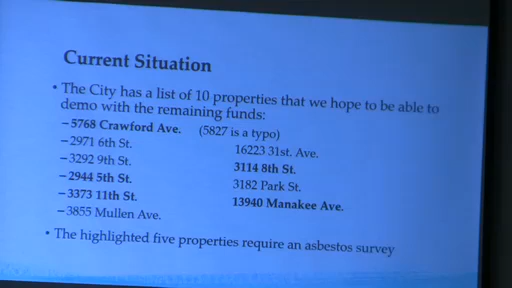 Current Situation
• The City has a list of 10 properties that we hope to be able to
demo with the remaining funds:
–5768 Crawford Ave. (5827 is a typo)
–2971 6th St.
16223 31st. Ave.
–3292 9th St.
3114 8th St.
–2944 5th St.
3182 Park St.
–3373 11th St.
13940 Manakee Ave.
–3855 Mullen Ave.
• The highlighted five properties require an asbestos survey